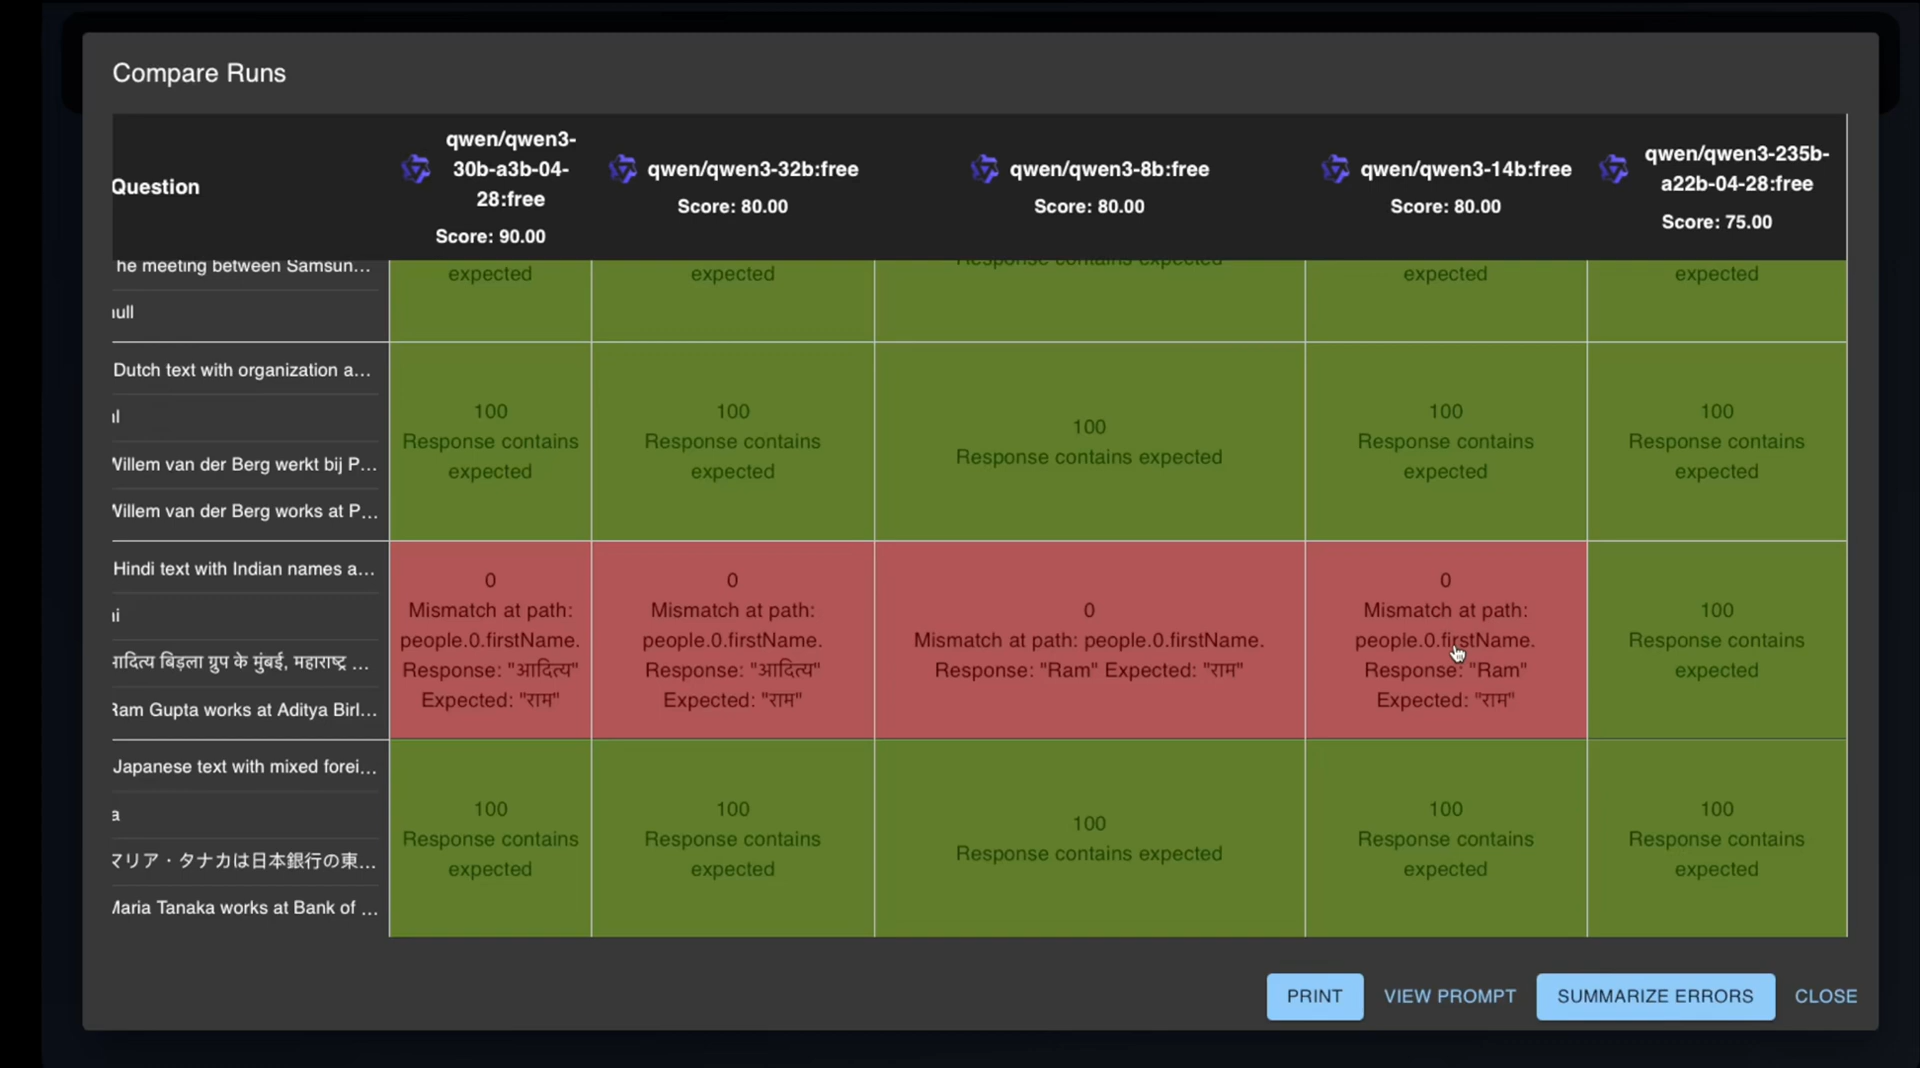 Compare Runs
Question
qwen/qwen3-
30b-a3b-04-
28:free
Score: 90.00
qwen/qwen3-32b:free
Score: 80.00
qwen/qwen3-8b:free
Score: 80.00
qwen/qwen3-14b:free
Score: 80.00
qwen/qwen3-235b-
a22b-04-28:free
Score: 75.00
he meeting between Samsun...
null
expected
expected
Response contains expected
expected
expected
Dutch text with organization a...
nl
Willem van der Berg werkt bij P...
Willem van der Berg works at P...
100
Response contains
expected
100
Response contains
expected
100
Response contains expected
100
Response contains
expected
100
Response contains
expected
Hindi text with Indian names a...
hi
आदित्य बिड़ला ग्रुप के मुंबई, महाराष्ट्र ...
Ram Gupta works at Aditya Birl...
0
Mismatch at path:
people.0.firstName.
Response: "आदित्य"
Expected: "राम"
0
Mismatch at path:
people.0.firstName.
Response: "आदित्य"
Expected: "राम"
0
Mismatch at path: people.0.firstName.
Response: "Ram" Expected: "राम"
0
Mismatch at path:
people.0.firstName.
Response: "Ram"
Expected: "राम"
100
Response contains
expected
Japanese text with mixed forei...
a
マリア・タナカは日本銀行の東...
Maria Tanaka works at Bank of ...
100
Response contains
expected
100
Response contains
expected
100
Response contains expected
100
Response contains
expected
100
Response contains
expected
PRINT
VIEW PROMPT
SUMMARIZE ERRORS
CLOSE